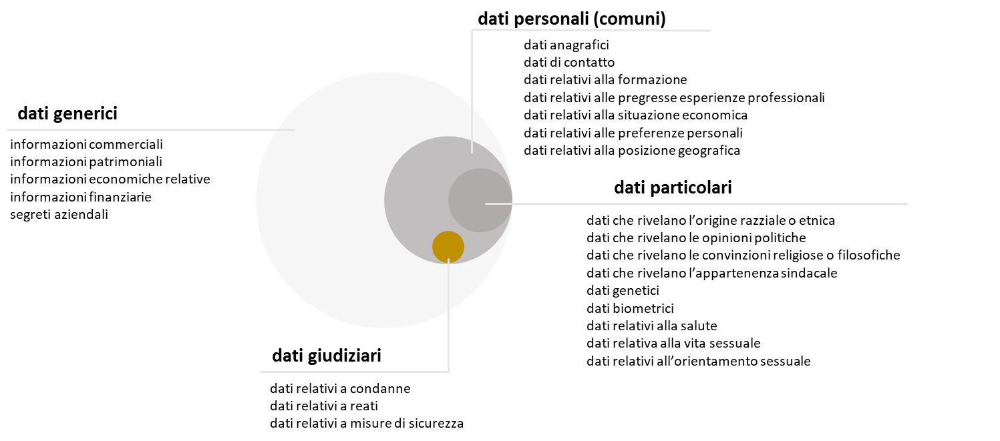 dati personali (comuni)
dati anagrafici
dati di contatto
dati relativi alla formazione
dati relativi alle pregresse esperienze professionali
dati relativi alla situazione economica
dati relativi alle preferenze personali
dati relativi alla posizione geografica
dati generici
informazioni commerciali
informazioni patrimoniali
informazioni economiche relative
informazioni finanziarie
segreti aziendali
dati particolari
dati che rivelano l’origine razziale o etnica
dati che rivelano le opinioni politiche
dati che rivelano le convinzioni religiose o filosofiche
dati che rivelano l’appartenenza sindacale
dati genetici
dati biometrici
dati relativi alla salute
dati relativa alla vita sessuale
dati relativi all’orientamento sessuale
dati giudiziari
dati relativi a condanne
dati relativi a reati
dati relativi a misure di sicurezza